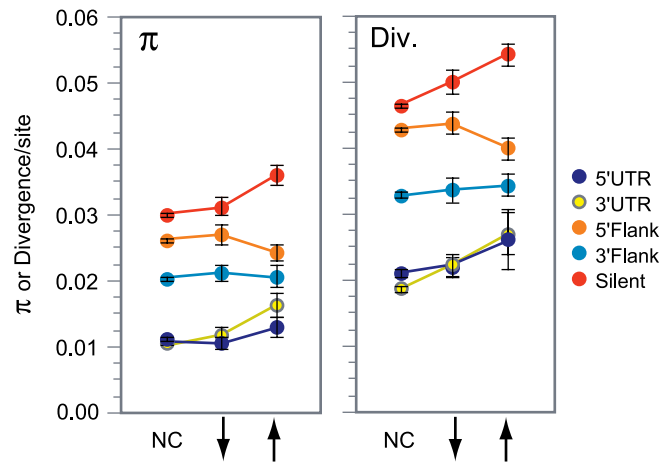 π or Divergence/site
0.06
0.05
0.04
0.03
0.02
0.01
0.00
π
Div.
NC
NC
5'UTR
3'UTR
5'Flank
3'Flank
Silent